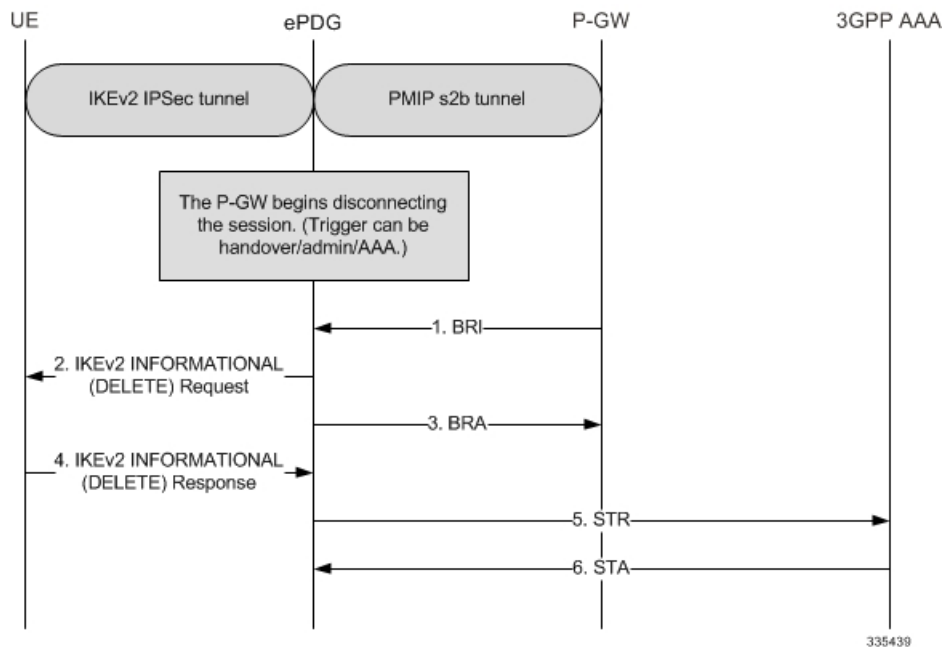 UE ePDG P-GW 3GPP AAA
IKEv2 IPSec tunnel
PMIP s2b tunnel
The P-GW begins disconnecting
the session. (Trigger can be
handover/admin/AAA.)
1. BRI
2. IKEv2 INFORMATIONAL
(DELETE) Request
3. BRA
4. IKEv2 INFORMATIONAL
(DELETE) Response
5. STR
6. STA
335439